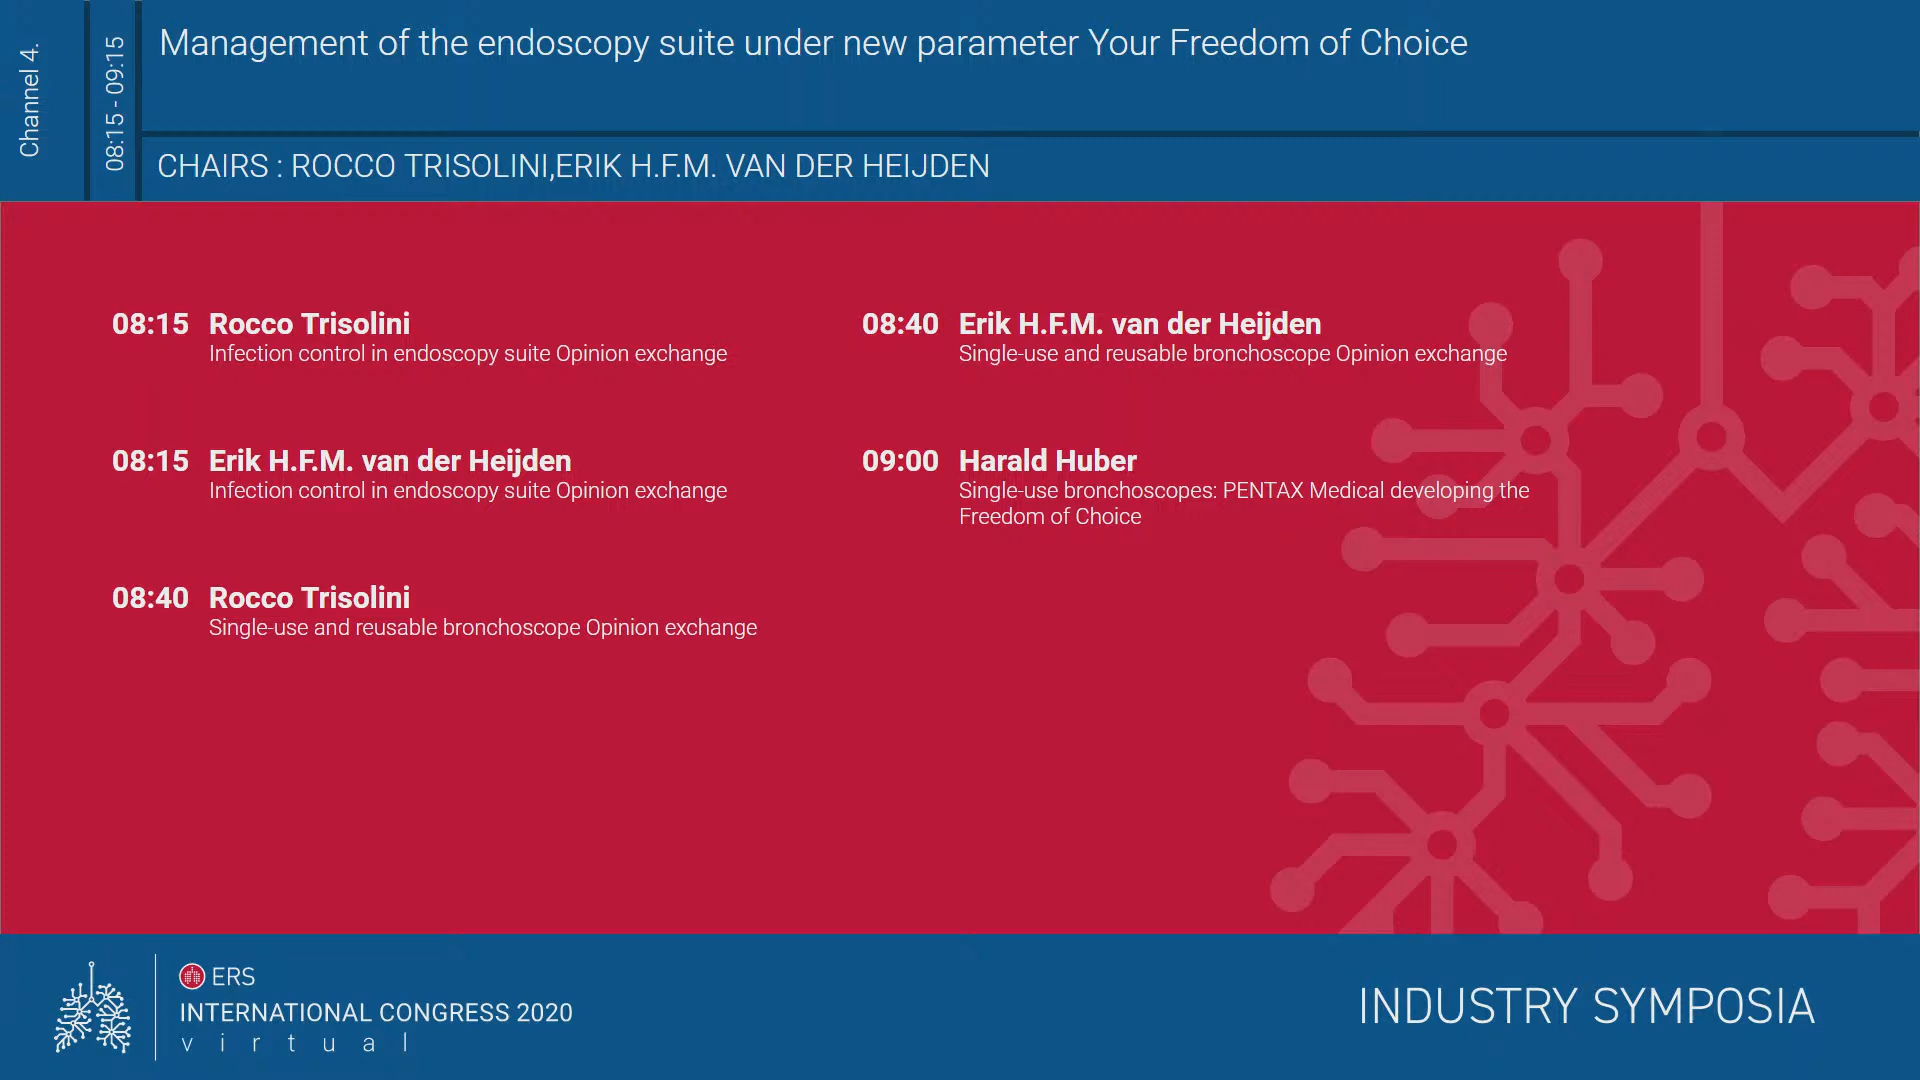 Channel 4.
08:15 - 09:15
Management of the endoscopy suite under new parameter Your Freedom of Choice
CHAIRS : ROCCO TRISOLINI,ERIK H.F.M. VAN DER HEIJDEN
08:15 Rocco Trisolini
Infection control in endoscopy suite Opinion exchange
08:15 Erik H.F.M. van der Heijden
Infection control in endoscopy suite Opinion exchange
08:40 Rocco Trisolini
Single-use and reusable bronchoscope Opinion exchange
08:40 Erik H.F.M. van der Heijden
Single-use and reusable bronchoscope Opinion exchange
09:00 Harald Huber
Single-use bronchoscopes: PENTAX Medical developing the
Freedom of Choice
ERS
INTERNATIONAL CONGRESS 2020
virtual
INDUSTRY SYMPOSIA